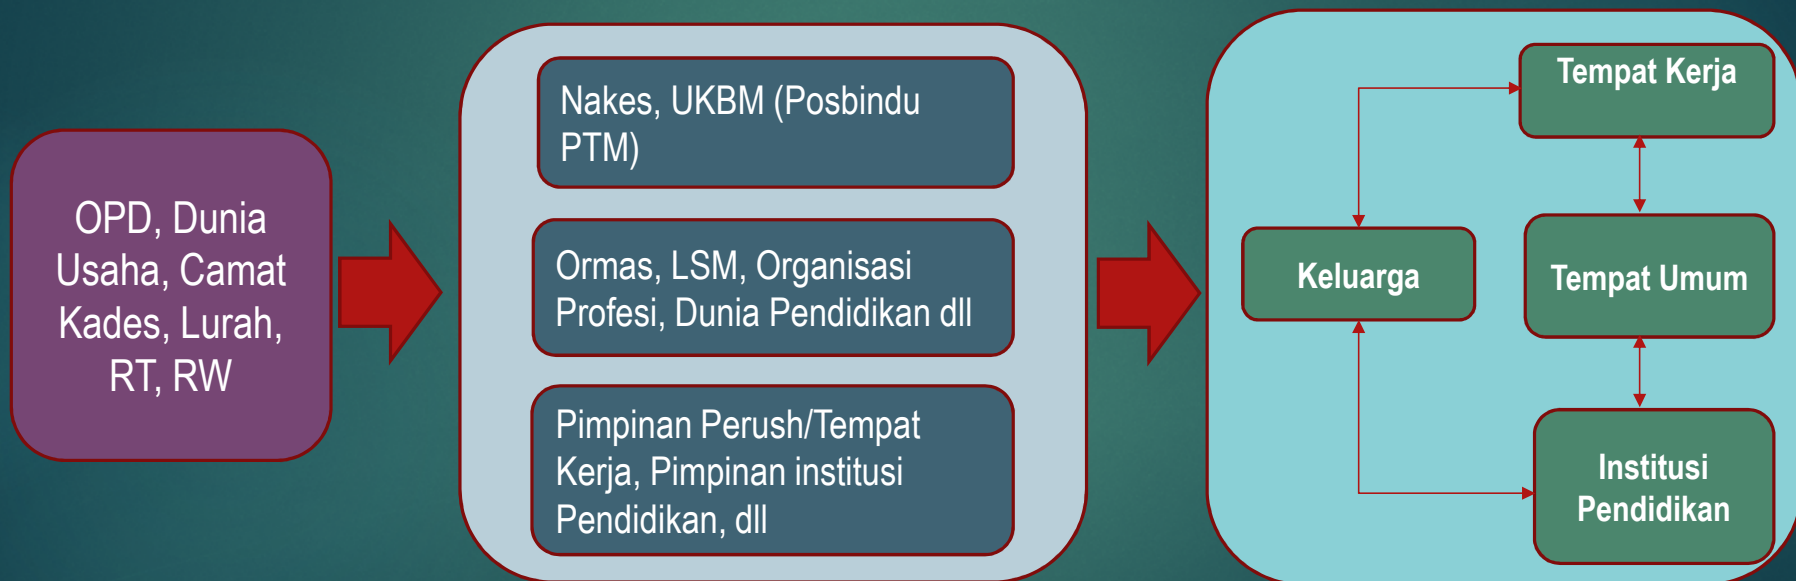 OPD, Dunia
Usaha, Camat
Kades, Lurah,
RT, RW
Nakes, UKBM (Posbindu
PTM)
Ormas, LSM, Organisasi
Profesi, Dunia Pendidikan dll
Pimpinan Perush/Tempat
Kerja, Pimpinan institusi
Pendidikan, dll
Tempat Kerja
Keluarga
Tempat Umum
Institusi
Pendidikan